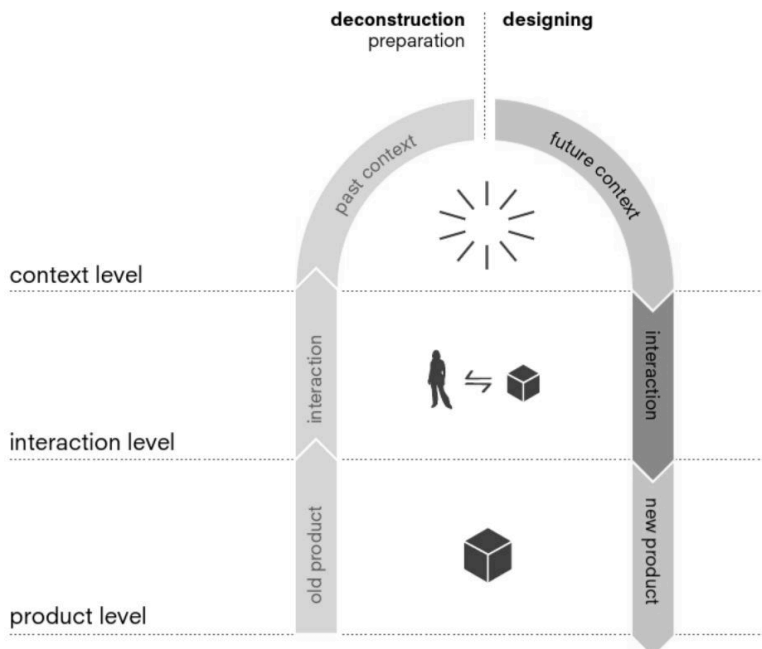 deconstruction
preparation
designing
past context
future context
context level
interaction
interaction
interaction level
old product
new product
product level